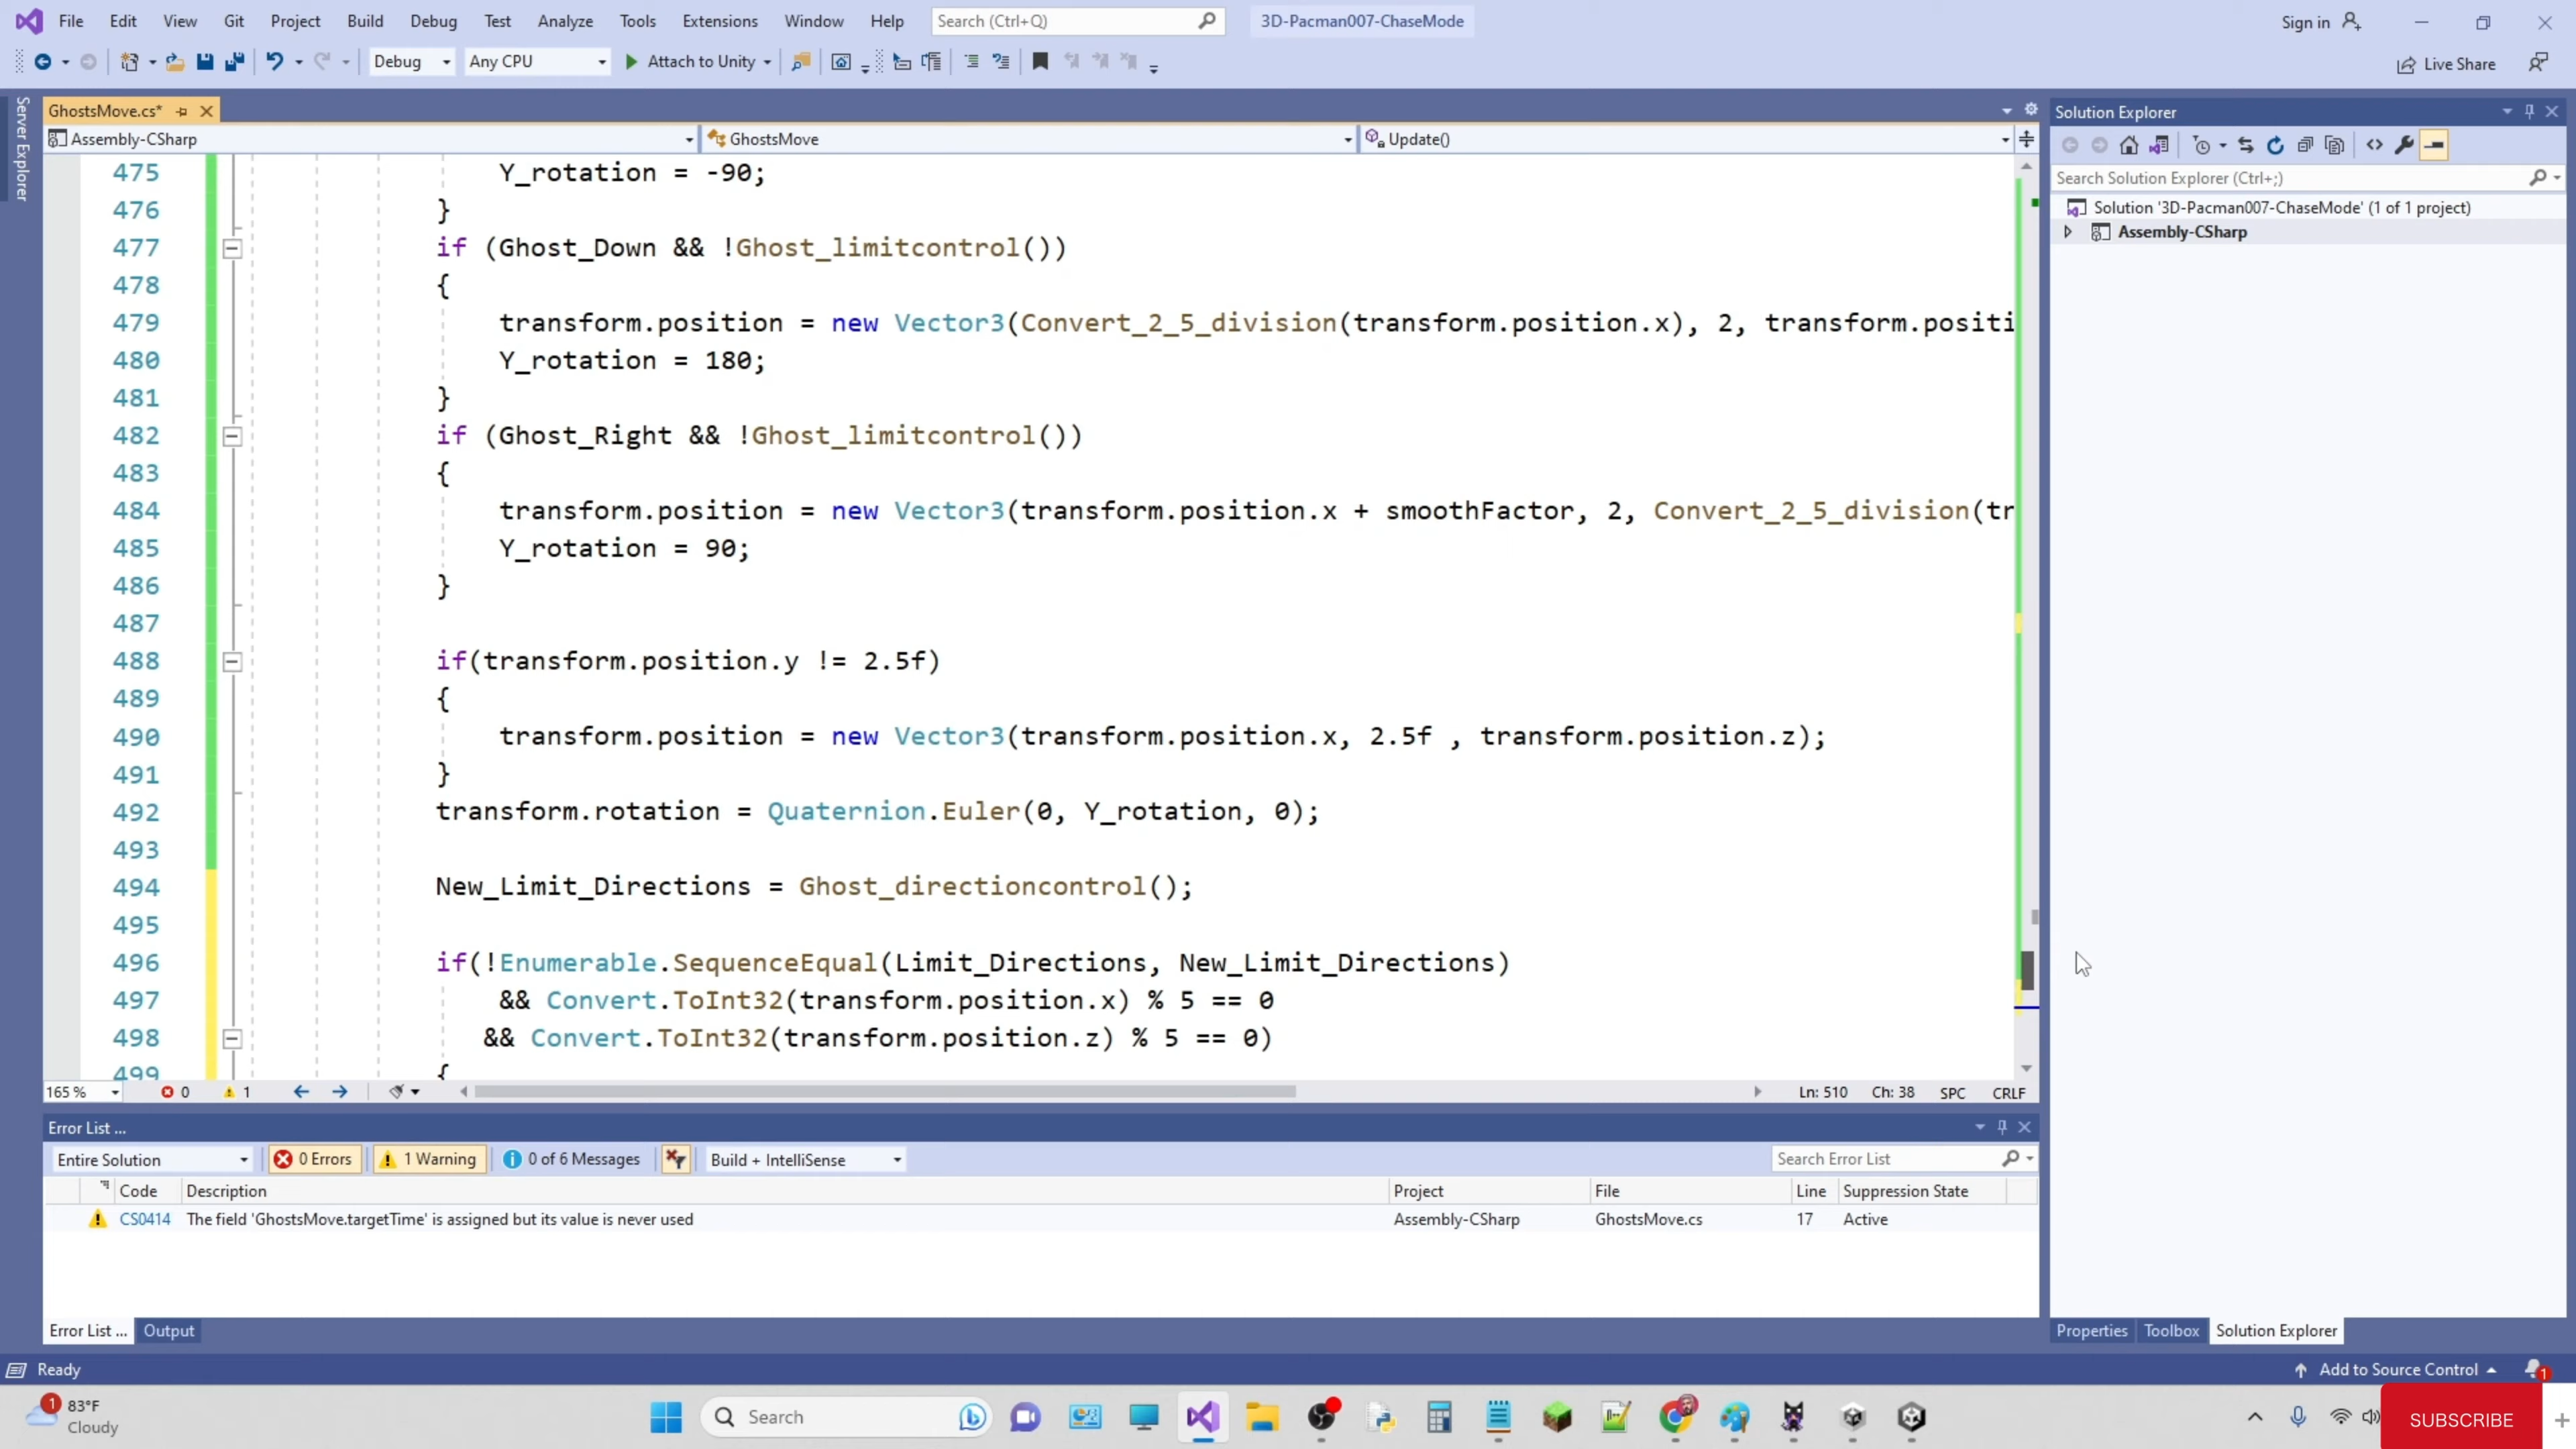 File Edit View Git Project Build Debug Test Analyze Tools Extensions Window Help Search (Ctrl+Q) 3D-Pacman007-ChaseMode Sign in
Debug Any CPU Attach to Unity Live Share
Server Explorer
GhostsMove.cs*
Assembly-CSharp GhostsMove Update()
475 Y_rotation = -90;
476 }
477 if (Ghost_Down && !Ghost_limitcontrol())
478 {
479 transform.position = new Vector3(Convert_2_5_division(transform.position.x), 2, transform.positi
480 Y_rotation = 180;
481 }
482 if (Ghost_Right && !Ghost_limitcontrol())
483 {
484 transform.position = new Vector3(transform.position.x + smoothFactor, 2, Convert_2_5_division(tr
485 Y_rotation = 90;
486 }
487
488 if(transform.position.y != 2.5f)
489 {
490 transform.position = new Vector3(transform.position.x, 2.5f , transform.position.z);
491 }
492 transform.rotation = Quaternion.Euler(0, Y_rotation, 0);
493
494 New_Limit_Directions = Ghost_directioncontrol();
495
496 if(!Enumerable.SequenceEqual(Limit_Directions, New_Limit_Directions)
497 && Convert.ToInt32(transform.position.x) % 5 == 0
498 && Convert.ToInt32(transform.position.z) % 5 == 0)
499 {
165 % 0 1 Ln: 510 Ch: 38 SPC CRLF
Error List ...
Entire Solution 0 Errors 1 Warning 0 of 6 Messages Build + IntelliSense Search Error List
Code Description Project File Line Suppression State
CS0414 The field 'GhostsMove.targetTime' is assigned but its value is never used Assembly-CSharp GhostsMove.cs 17 Active
Error List ... Output
Solution Explorer
Search Solution Explorer (Ctrl+;)
Solution '3D-Pacman007-ChaseMode' (1 of 1 project)
Assembly-CSharp
Properties Toolbox Solution Explorer
Ready Add to Source Control 1
1 83°F
Cloudy
Search
SUBSCRIBE